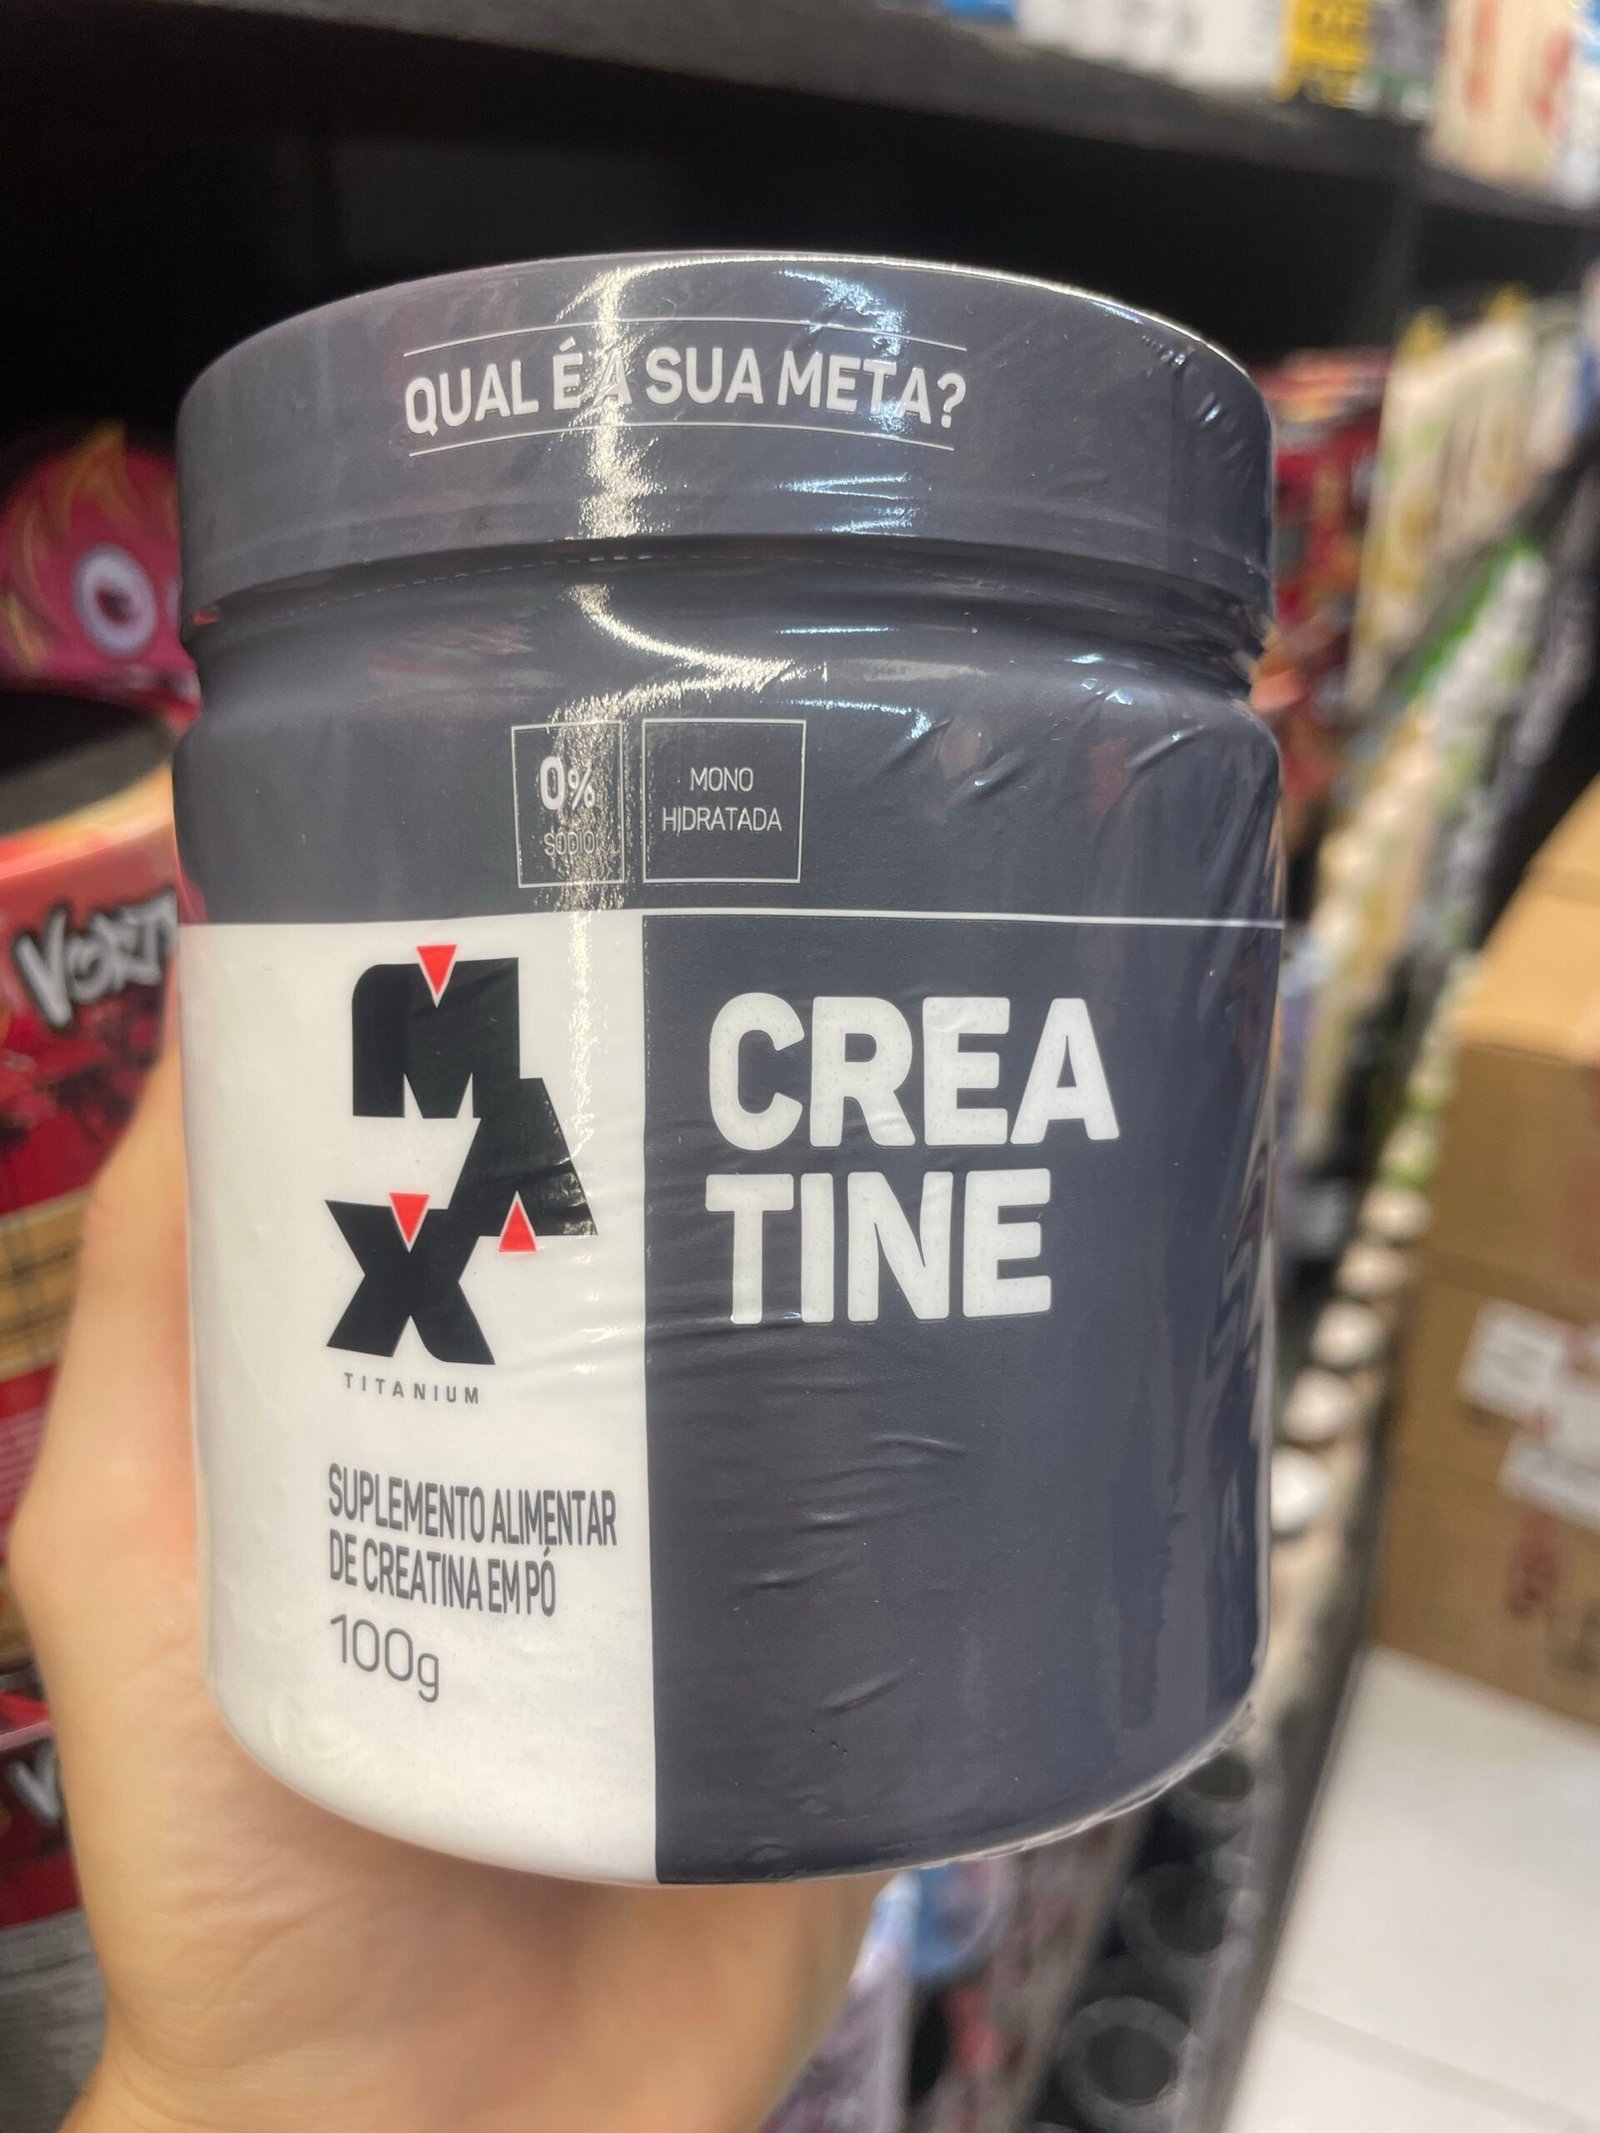 QUAL É A SUA META?
0%
SÓDIO
MONO
HIDRATADA
MAX
TITANIUM
CREA
TINE
SUPLEMENTO ALIMENTAR
DE CREATINA EM PÓ
100g